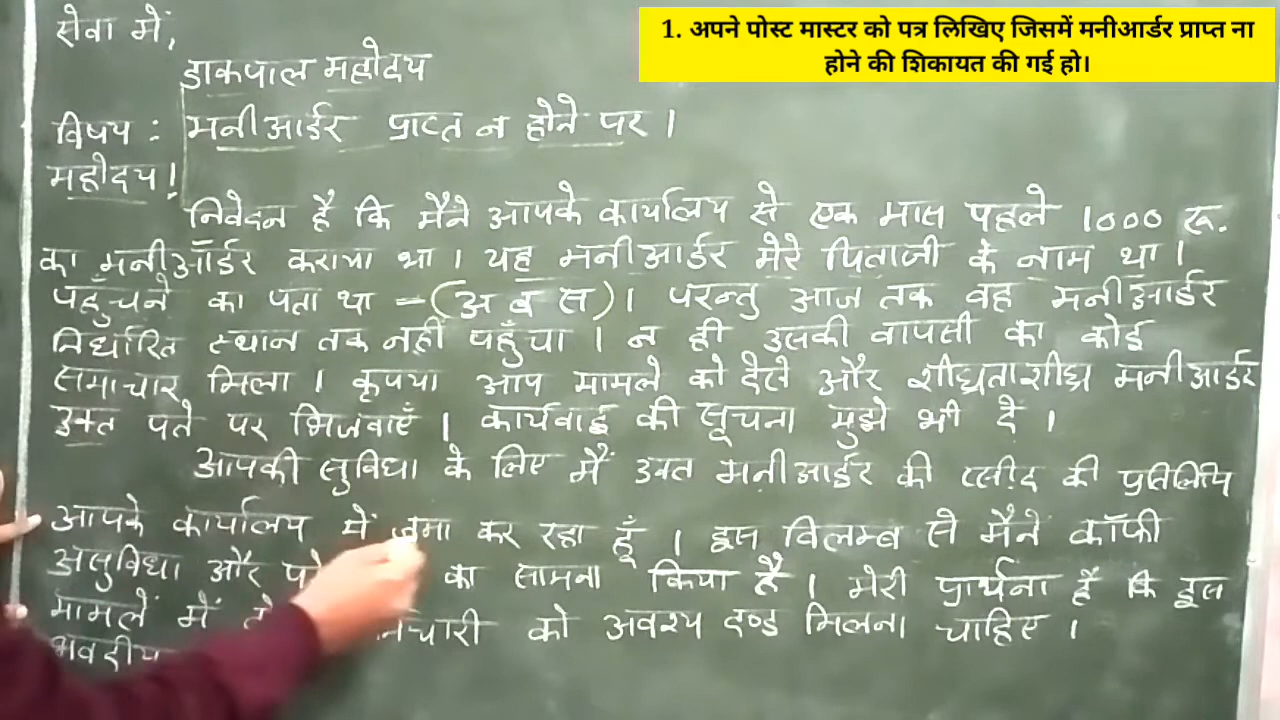 1. अपने पोस्ट मास्टर को पत्र लिखिए जिसमें मनीआर्डर प्राप्त ना
होने की शिकायत की गई हो।
सेवा में,
डाकपाल महोदय
विषय : मनीआर्डर प्राप्त न होने पर ।
महोदय!
निवेदन है कि मैंने आपके कार्यालय से एक मास पहले 1000 रू.
का मनीऑर्डर कराया था । यह मनीआर्डर मेरे पिताजी के नाम था ।
पहुँचने का पता था - (अ ब स) । परन्तु आज तक वह मनीआर्डर
निर्धारित स्थान तक नहीं पहुँचा । न ही उसकी वापसी का कोई
समाचार मिला । कृपया आप मामले को देखे और शीघ्रताशीघ्र मनीआर्डर
उक्त पते पर भिजवाएँ । कार्यवाई की सूचना मुझे भी दें ।
आपकी सुविधा के लिए मैं उक्त मनीआर्डर की रसीद की प्रतिलिपि
आपके कार्यालय में जमा कर रहा हूँ । इस विलम्ब से मैंने कॉफी
असुविधा और का सामना किया है । मेरी प्रार्थना है कि इस
मामलें में को अवश्य दण्ड मिलना चाहिए ।
भवदीय